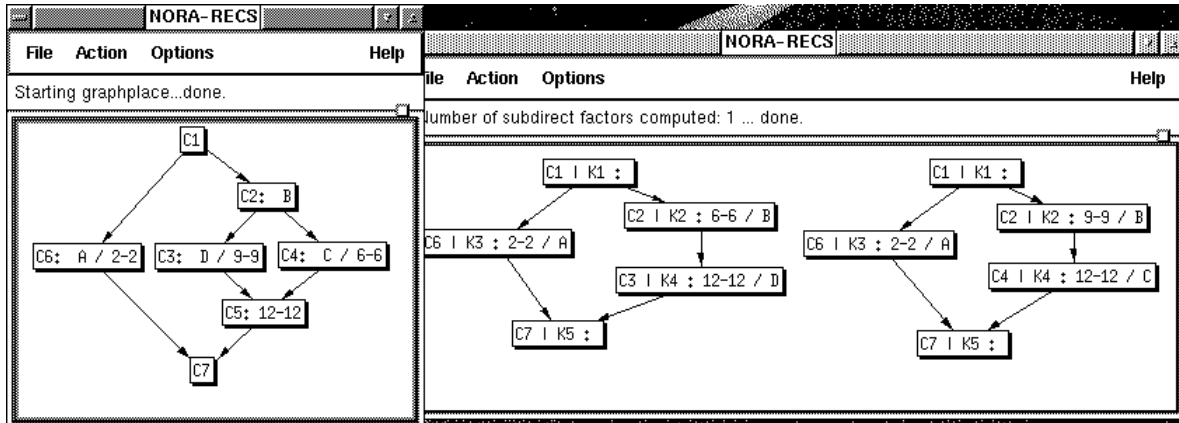 NORA-RECS
File Action Options Help
Starting graphplace...done.
C1
C2: B
C6: A / 2-2
C3: D / 9-9
C4: C / 6-6
C5: 12-12
C7
NORA-RECS
ile Action Options Help
umber of subdirect factors computed: 1 ... done.
C1 | K1 :
C2 | K2 : 6-6 / B
C6 | K3 : 2-2 / A
C3 | K4 : 12-12 / D
C7 | K5 :
C1 | K1 :
C2 | K2 : 9-9 / B
C6 | K3 : 2-2 / A
C4 | K4 : 12-12 / C
C7 | K5 :